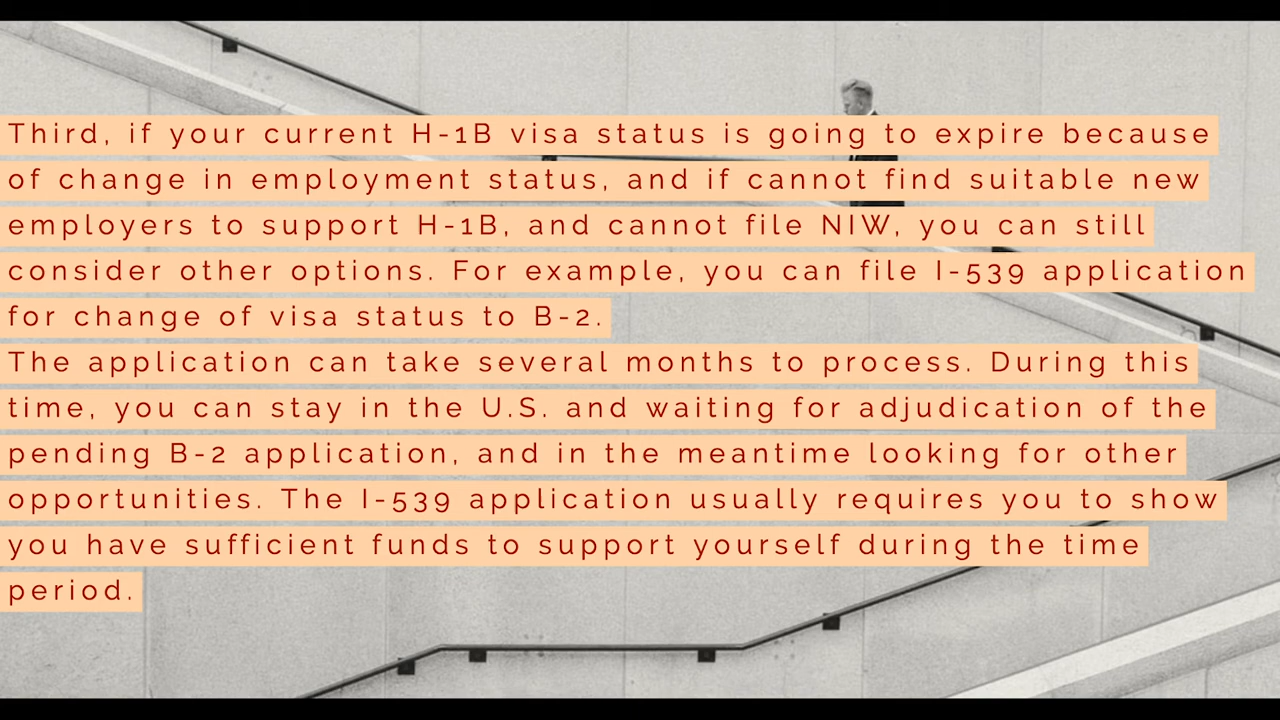 Third, if your current H-1B visa status is going to expire because
of change in employment status, and if cannot find suitable new
employers to support H-1B, and cannot file NIW, you can still
consider other options. For example, you can file I-539 application
for change of visa status to B-2.
The application can take several months to process. During this
time, you can stay in the U.S. and waiting for adjudication of the
pending B-2 application, and in the meantime looking for other
opportunities. The I-539 application usually requires you to show
you have sufficient funds to support yourself during the time
period.